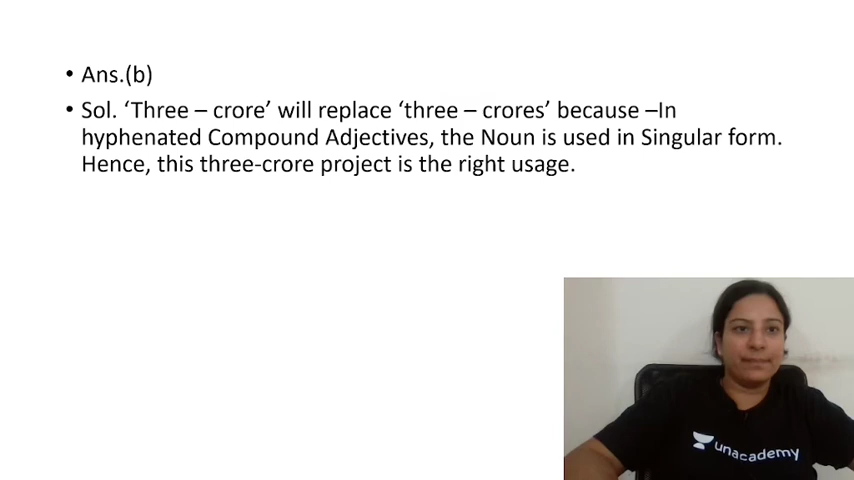 • Ans.(b)
• Sol. ‘Three – crore’ will replace ‘three – crores’ because –In
hyphenated Compound Adjectives, the Noun is used in Singular form.
Hence, this three-crore project is the right usage.
unacademy